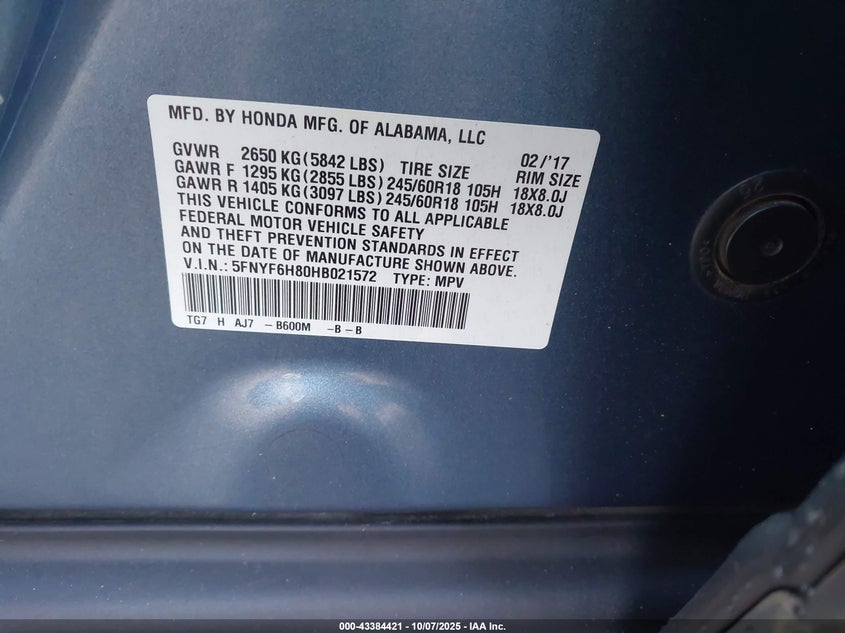 MFD. BY HONDA MFG. OF ALABAMA, LLC
02/'17
GVWR 2650 KG(5842 LBS) TIRE SIZE RIM SIZE
GAWR F 1295 KG(2855 LBS) 245/60R18 105H 18X8.0J
GAWR R 1405 KG(3097 LBS) 245/60R18 105H 18X8.0J
THIS VEHICLE CONFORMS TO ALL APPLICABLE
FEDERAL MOTOR VEHICLE SAFETY
AND THEFT PREVENTION STANDARDS IN EFFECT
ON THE DATE OF MANUFACTURE SHOWN ABOVE.
V.I.N.: 5FNYF6H80HB021572 TYPE: MPV
TG7 H AJ7 -B600M -B-B
000-43384421 - 10/07/2025 - IAA Inc.